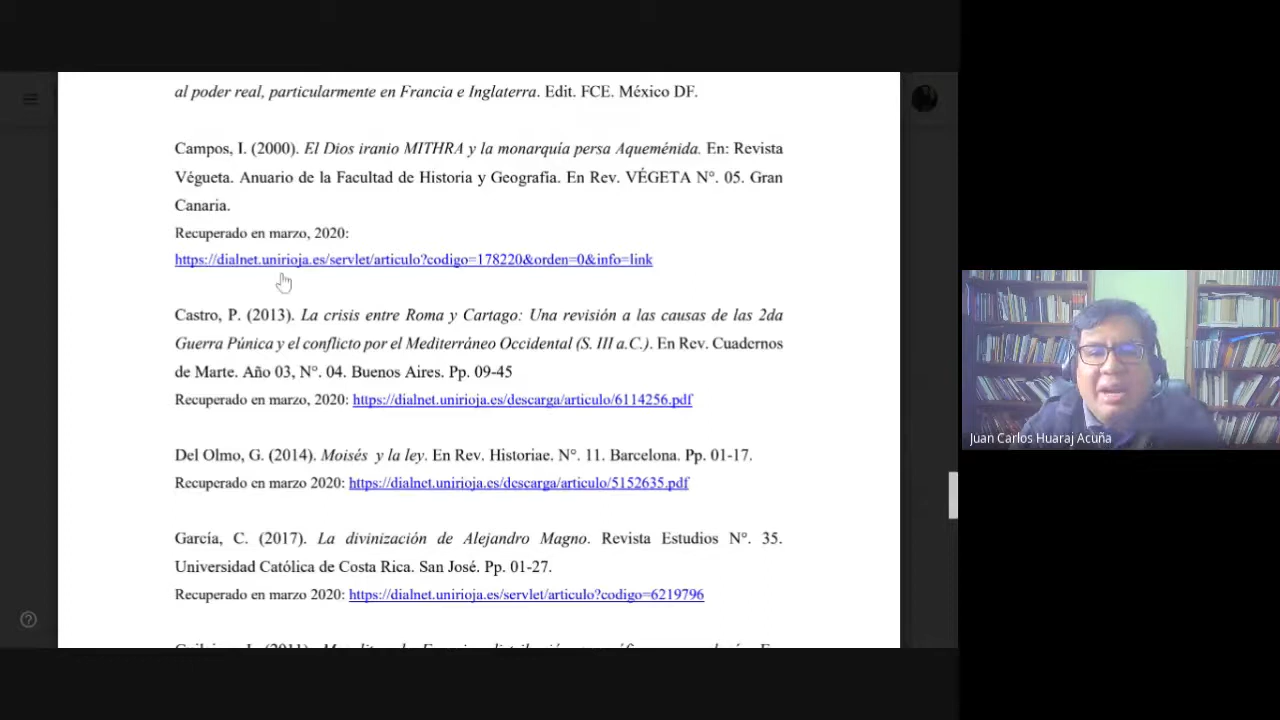 al poder real, particularmente en Francia e Inglaterra. Edit. FCE. México DF.
Campos, I. (2000). El Dios iranio MITHRA y la monarquía persa Aqueménida. En: Revista
Végueta. Anuario de la Facultad de Historia y Geografía. En Rev. VÉGETA N°. 05. Gran
Canaria.
Recuperado en marzo, 2020:
https://dialnet.unirioja.es/servlet/articulo?codigo=178220&orden=0&info=link
Castro, P. (2013). La crisis entre Roma y Cartago: Una revisión a las causas de las 2da
Guerra Púnica y el conflicto por el Mediterráneo Occidental (S. III a.C.). En Rev. Cuadernos
de Marte. Año 03, N°. 04. Buenos Aires. Pp. 09-45
Recuperado en marzo, 2020: https://dialnet.unirioja.es/descarga/articulo/6114256.pdf
Del Olmo, G. (2014). Moisés y la ley. En Rev. Historiae. N°. 11. Barcelona. Pp. 01-17.
Recuperado en marzo 2020: https://dialnet.unirioja.es/descarga/articulo/5152635.pdf
García, C. (2017). La divinización de Alejandro Magno. Revista Estudios N°. 35.
Universidad Católica de Costa Rica. San José. Pp. 01-27.
Recuperado en marzo 2020: https://dialnet.unirioja.es/servlet/articulo?codigo=6219796
Juan Carlos Huaraj Acuña